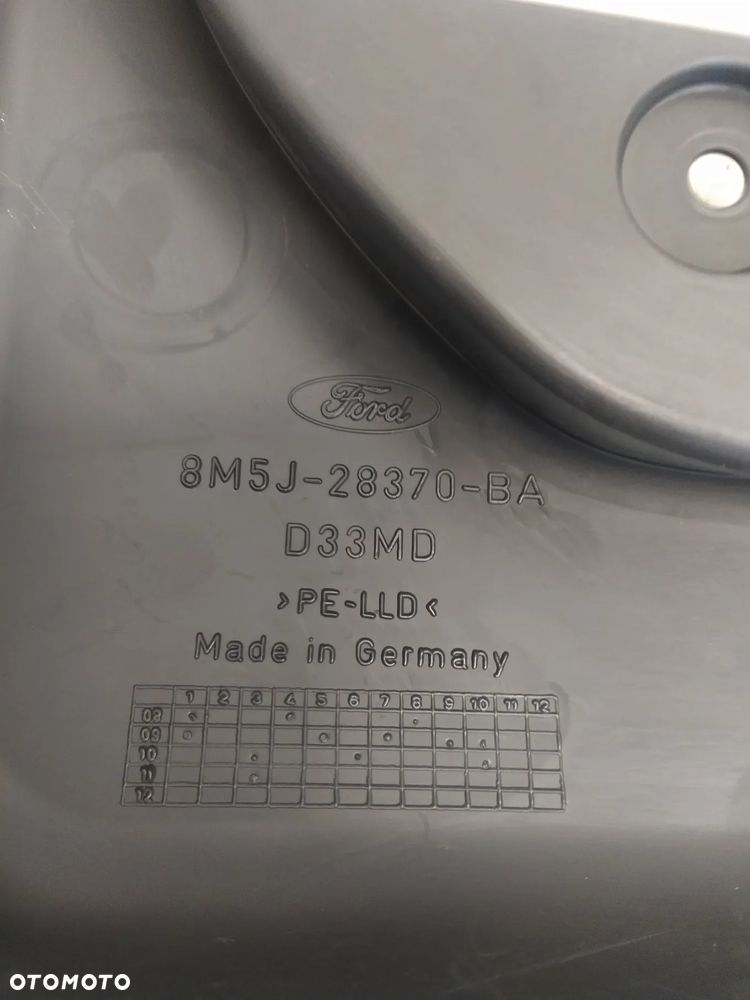 Ford
8M5J-28370-BA
D33MD
>PE-LLD<
Made in Germany
1 2 3 4 5 6 7 8 9 10 11 12
08
09
10
11
12
OTOMOTO